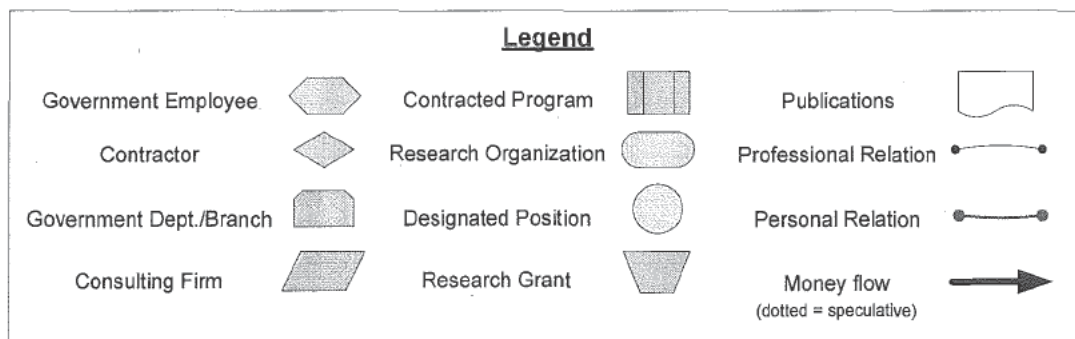 Legend
Government Employee
Contracted Program
Publications
Contractor
Research Organization
Professional Relation
Government Dept./Branch
Designated Position
Personal Relation
Consulting Firm
Research Grant
Money flow
(dotted = speculative)